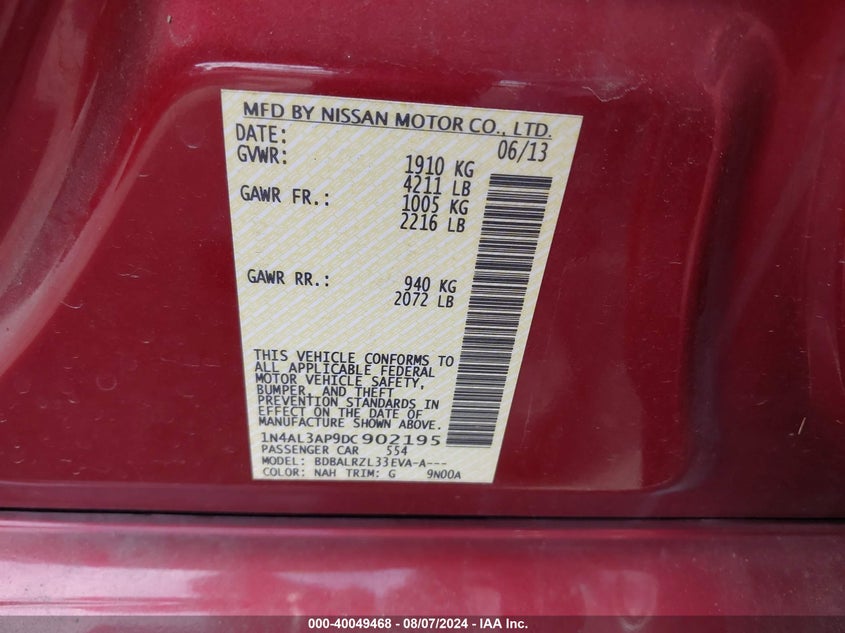 MFD BY NISSAN MOTOR CO., LTD.
DATE: 06/13
GVWR: 1910 KG
4211 LB
GAWR FR.: 1005 KG
2216 LB
GAWR RR.: 940 KG
2072 LB
THIS VEHICLE CONFORMS TO
ALL APPLICABLE FEDERAL
MOTOR VEHICLE SAFETY,
BUMPER, AND THEFT
PREVENTION STANDARDS IN
EFFECT ON THE DATE OF
MANUFACTURE SHOWN ABOVE.
1N4AL3AP9DC902195
PASSENGER CAR 554
MODEL: BDBALRZL33EVA-A---
COLOR: NAH TRIM: G 9N00A
000-40049468 - 08/07/2024 - IAA Inc.